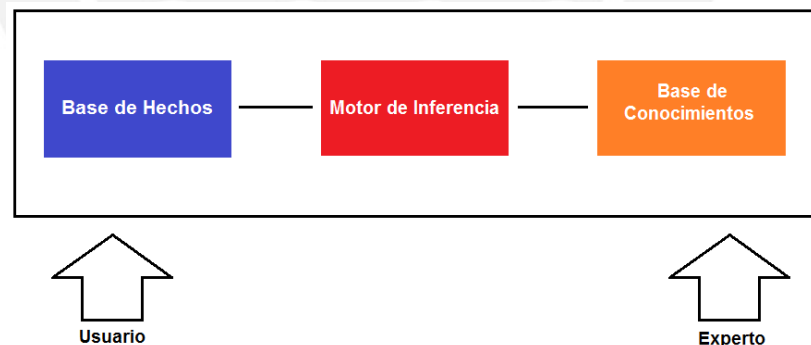 Base de Hechos
Motor de Inferencia
Base de
Conocimientos
Usuario
Experto